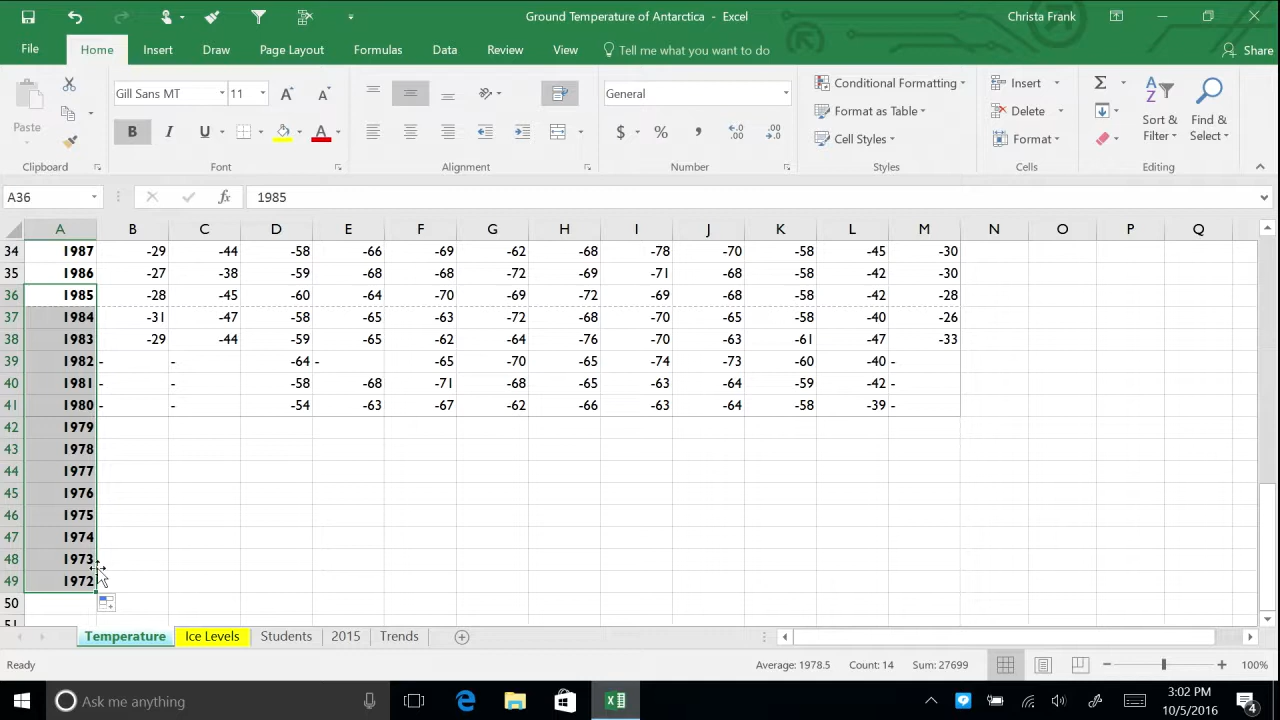 Ground Temperature of Antarctica - Excel
Christa Frank
File Home Insert Draw Page Layout Formulas Data Review View Tell me what you want to do Share
Gill Sans MT 11 General Conditional Formatting Insert
Paste Format as Table Delete Sort & Find &
B I U A $ % Cell Styles Format Filter Select
Clipboard Font Alignment Number Styles Cells Editing
A36 fx 1985
A B C D E F G H I J K L M N O P Q
34 1987 -29 -44 -58 -66 -69 -62 -68 -78 -70 -58 -45 -30
35 1986 -27 -38 -59 -68 -68 -72 -69 -71 -68 -58 -42 -30
36 1985 -28 -45 -60 -64 -70 -69 -72 -69 -68 -58 -42 -28
37 1984 -31 -47 -58 -65 -63 -72 -68 -70 -65 -58 -40 -26
38 1983 -29 -44 -59 -65 -62 -64 -76 -70 -63 -61 -47 -33
39 1982 - - -64 - -65 -70 -65 -74 -73 -60 -40 -
40 1981 - - -58 -68 -71 -68 -65 -63 -64 -59 -42 -
41 1980 - - -54 -63 -67 -62 -66 -63 -64 -58 -39 -
42 1979
43 1978
44 1977
45 1976
46 1975
47 1974
48 1973
49 1972
50
51
Temperature Ice Levels Students 2015 Trends
Ready Average: 1978.5 Count: 14 Sum: 27699 100%
Ask me anything
3:02 PM
10/5/2016
4